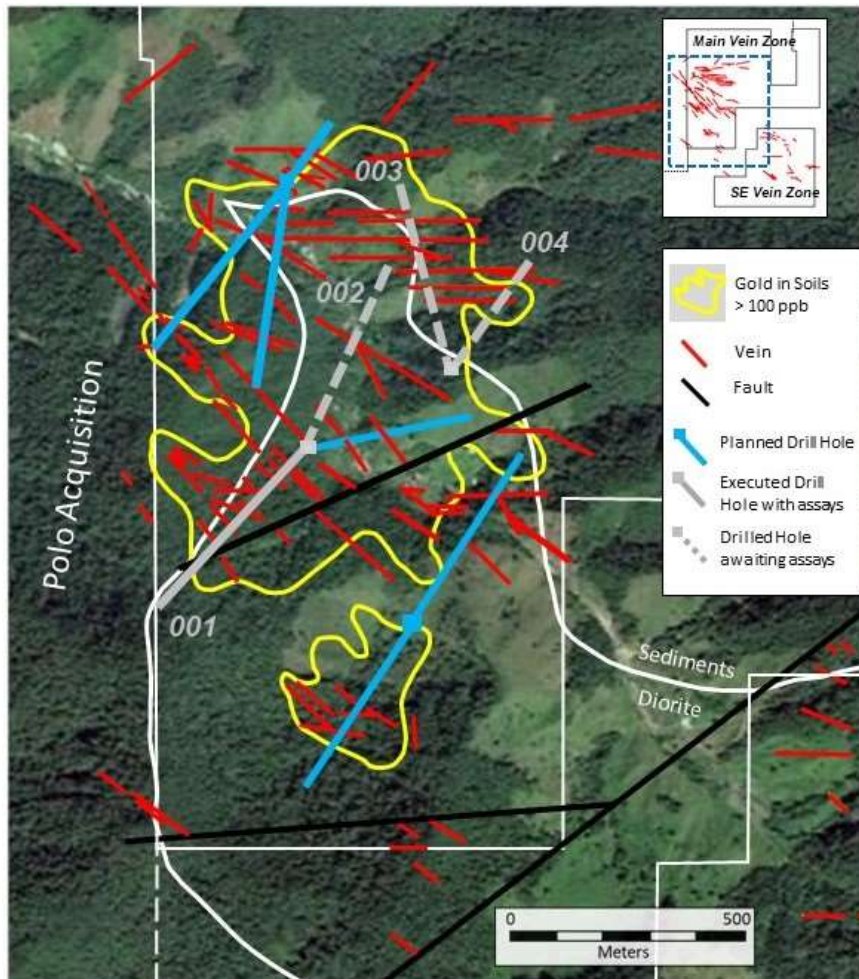 Main Vein Zone
SE Vein Zone
003
004
002
Gold in Soils
> 100 ppb
Vein
Fault
Planned Drill Hole
Executed Drill
Hole with assays
Drilled Hole
awaiting assays
Polo Acquisition
001
Sediments
Diorite
0 500
Meters